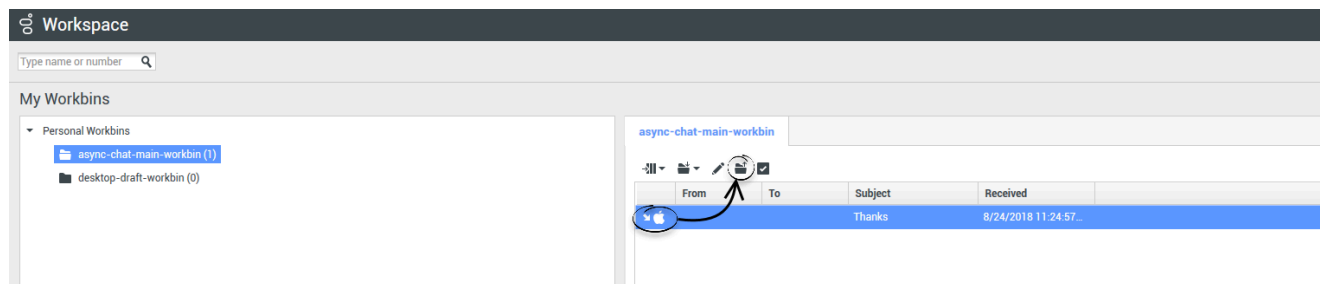 Workspace
Type name or number
My Workbins
Personal Workbins
async-chat-main-workbin (1)
desktop-draft-workbin (0)
async-chat-main-workbin
From To Subject Received
Thanks 8/24/2018 11:24:57...